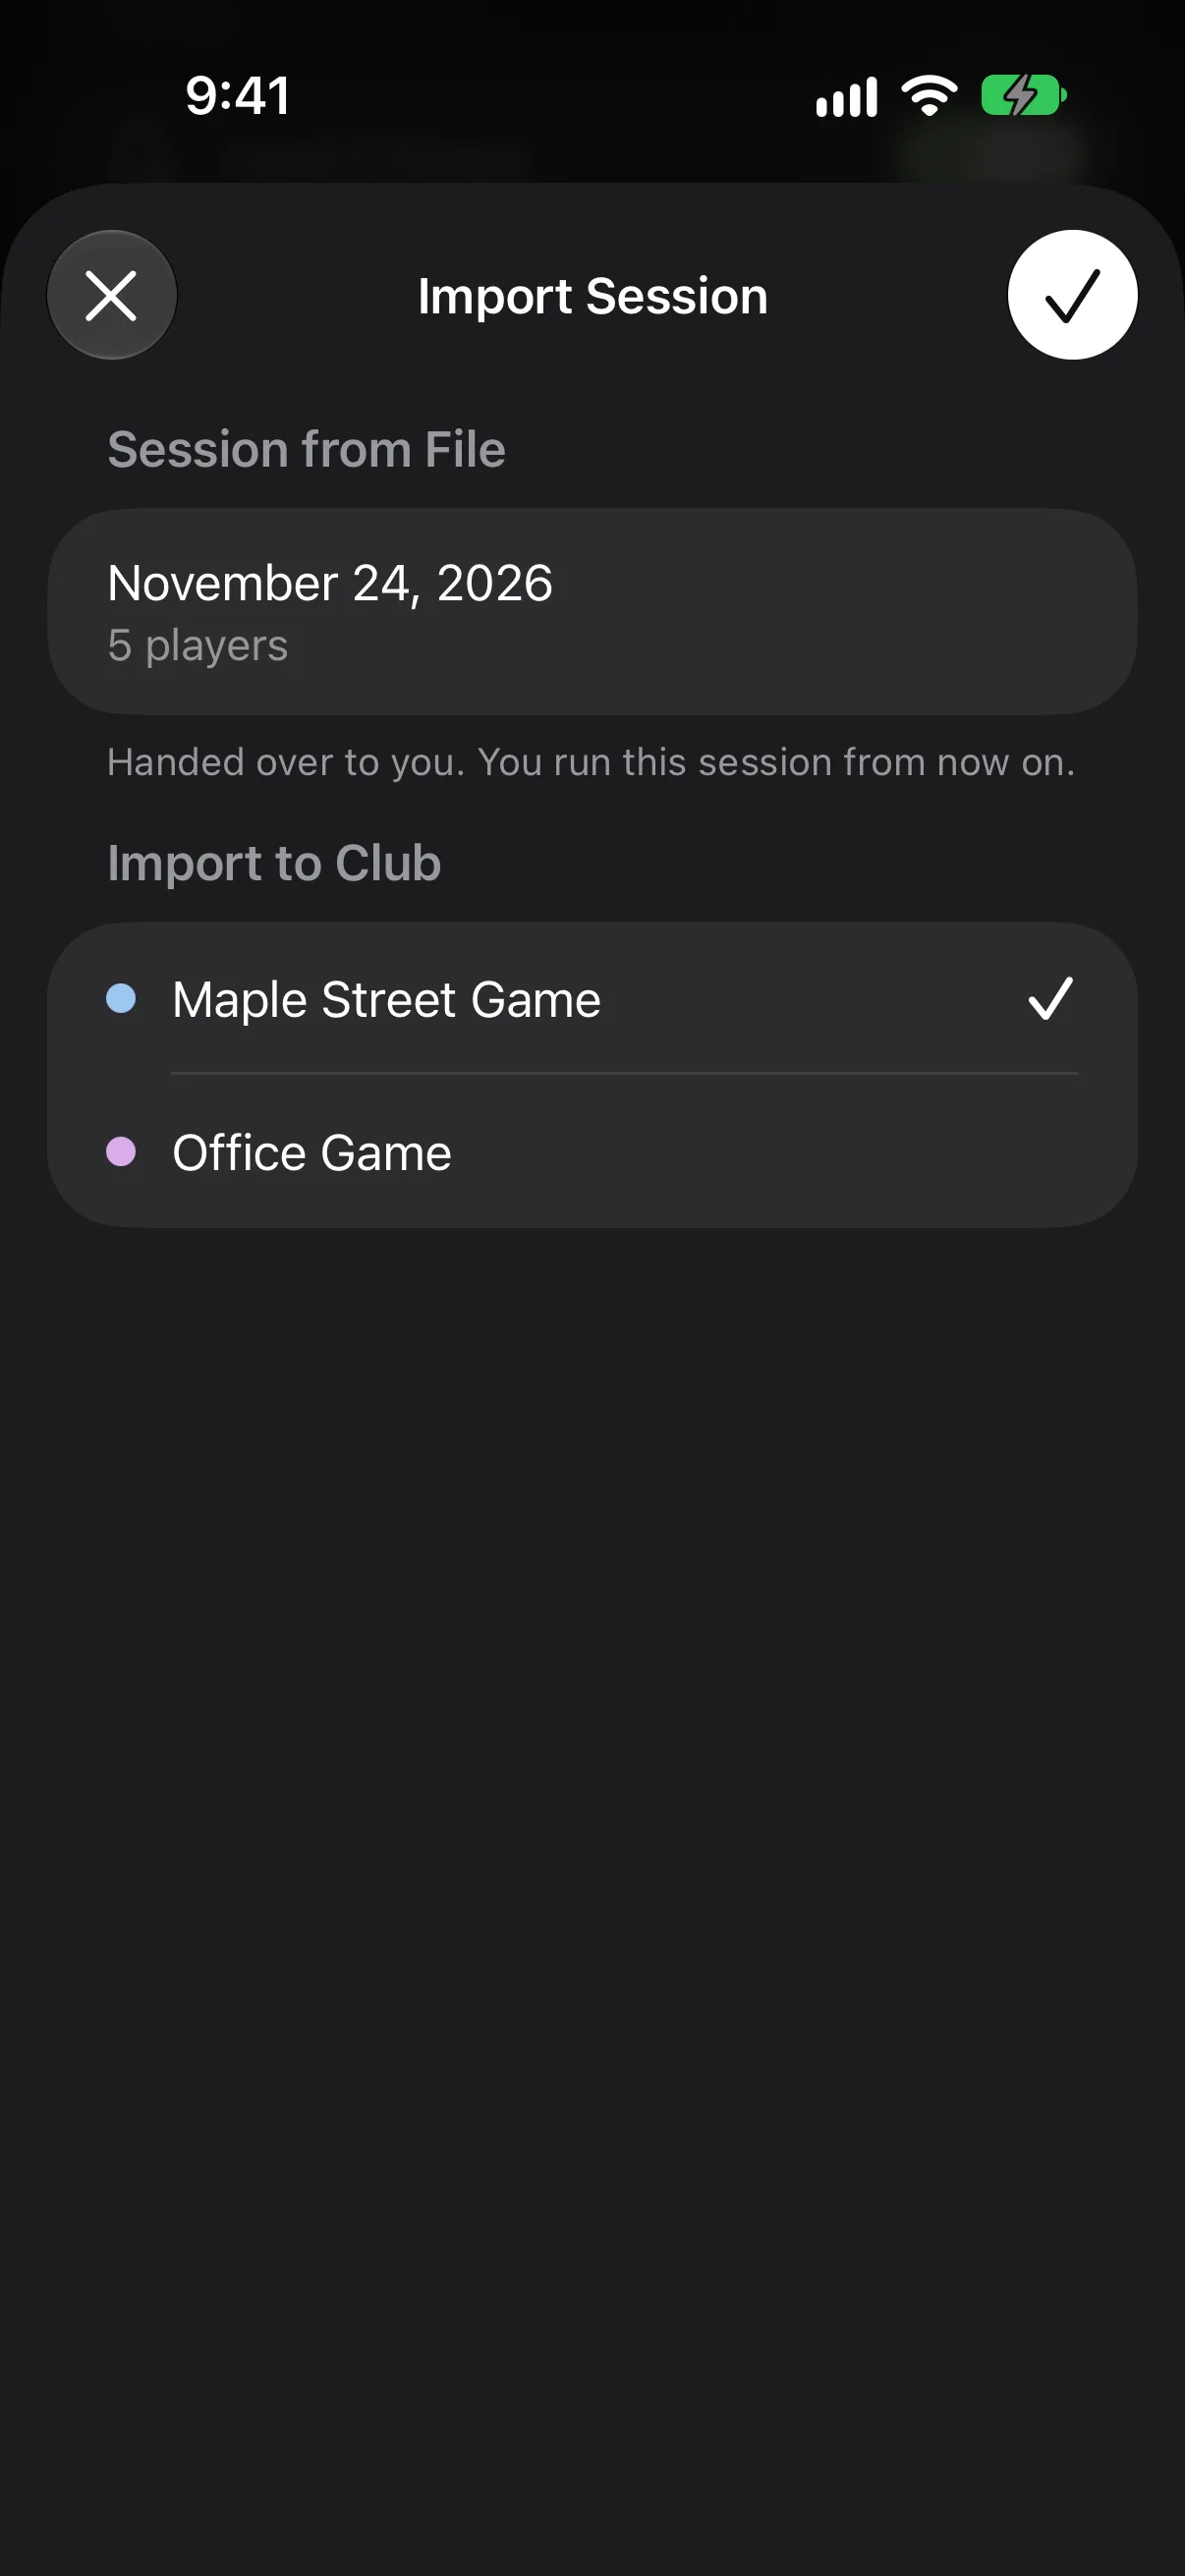 9:41
Import Session
Session from File
November 24, 2026
5 players
Handed over to you. You run this session from now on.
Import to Club
Maple Street Game
Office Game